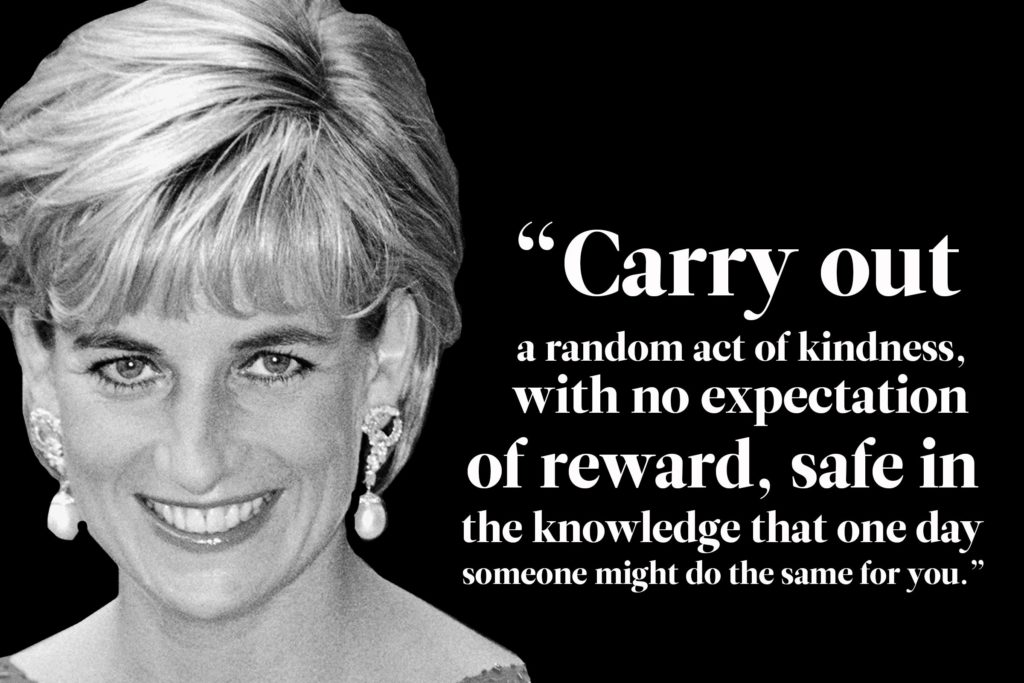 “Carry out
a random act of kindness,
with no expectation
of reward, safe in
the knowledge that one day
someone might do the same for you.”